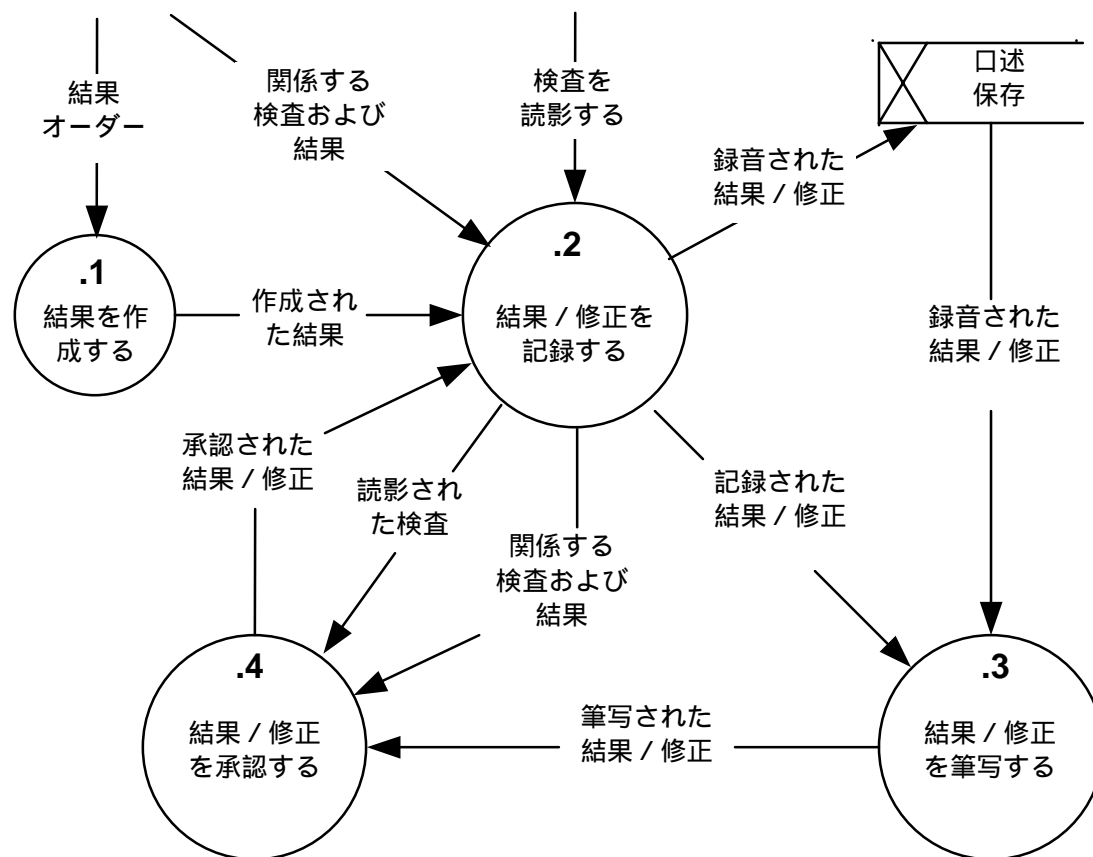 結果
オーダー
関係する
検査および
結果
検査を
読影する
口述
保存
録音された
結果 / 修正
.1
結果を作
成する
作成され
た結果
.2
結果 / 修正を
記録する
録音された
結果 / 修正
承認された
結果 / 修正
読影され
た検査
関係する
検査および
結果
記録された
結果 / 修正
.4
結果 / 修正
を承認する
筆写された
結果 / 修正
.3
結果 / 修正
を筆写する